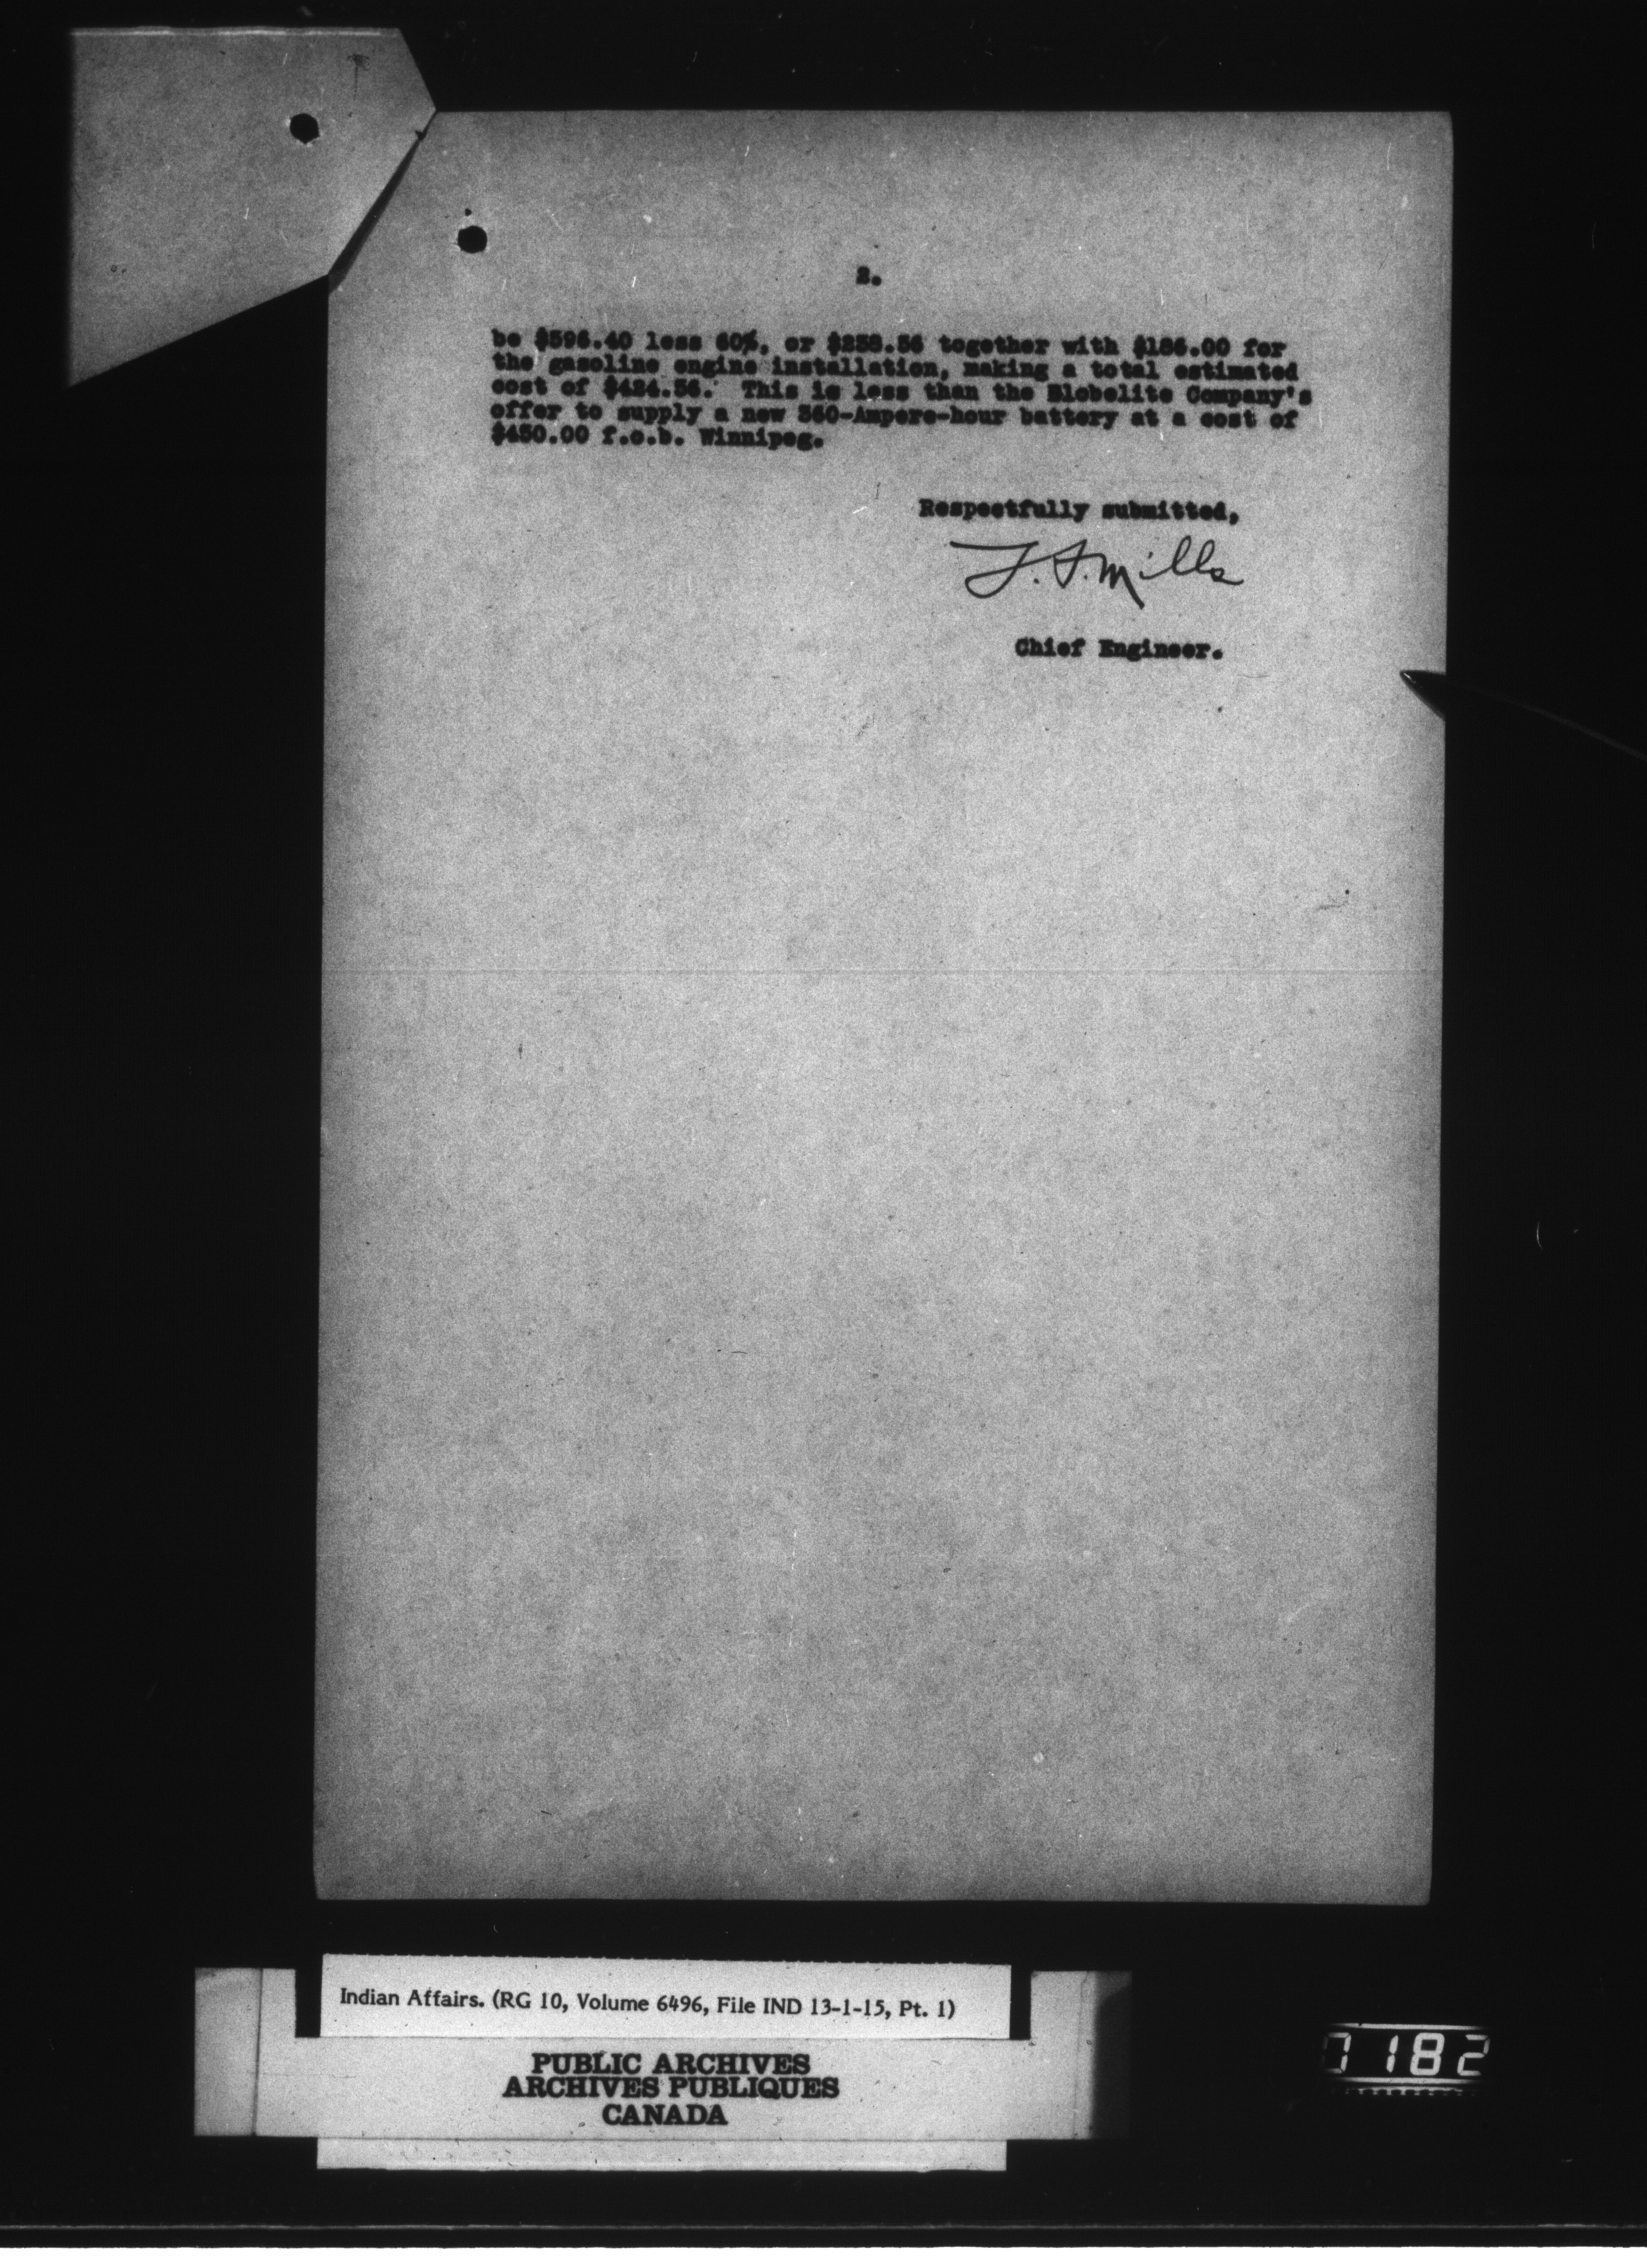 2.
be $596.40 less 60%, or $238.56 together with $186.00 for
the gasoline engine installation, making a total estimated
cost of $424.56. This is less than the Slobelite Company's
offer to supply a new 360-Ampere-hour battery at a cost of
$450.00 f.o.b. Winnipeg.
Respectfully submitted,
J. S. Mills
Chief Engineer.
Indian Affairs. (RG 10, Volume 6496, File IND 13-1-15, Pt. 1)
PUBLIC ARCHIVES
ARCHIVES PUBLIQUES
CANADA
182